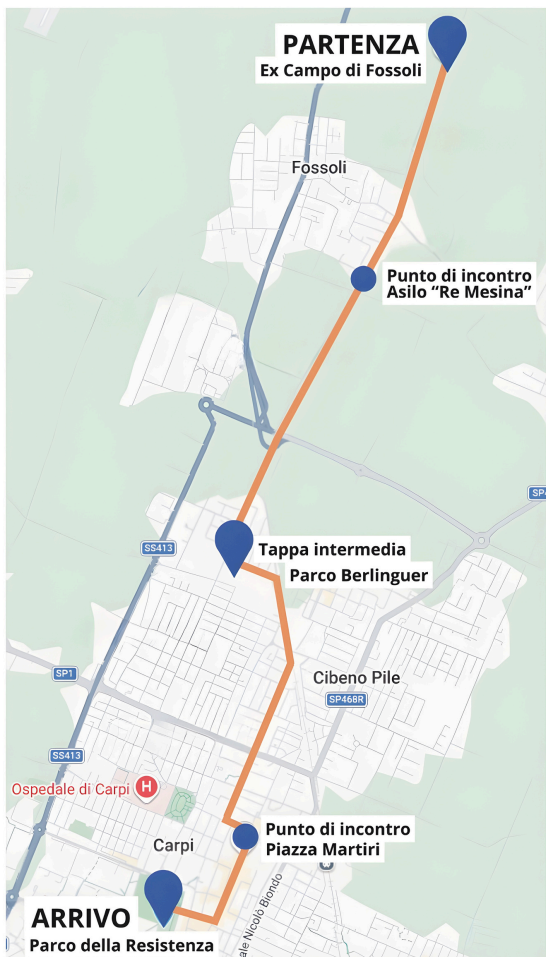 PARTENZA
Ex Campo di Fossoli
Fossoli
Punto di incontro
Asilo “Re Mesina”
SS413
Tappa intermedia
Parco Berlinguer
SP1
Cibeno Pile
SP468R
SS413
Ospedale di Carpi
H
Punto di incontro
Piazza Martiri
Carpi
ARRIVO
Parco della Resistenza
ale Nicolò Biondo